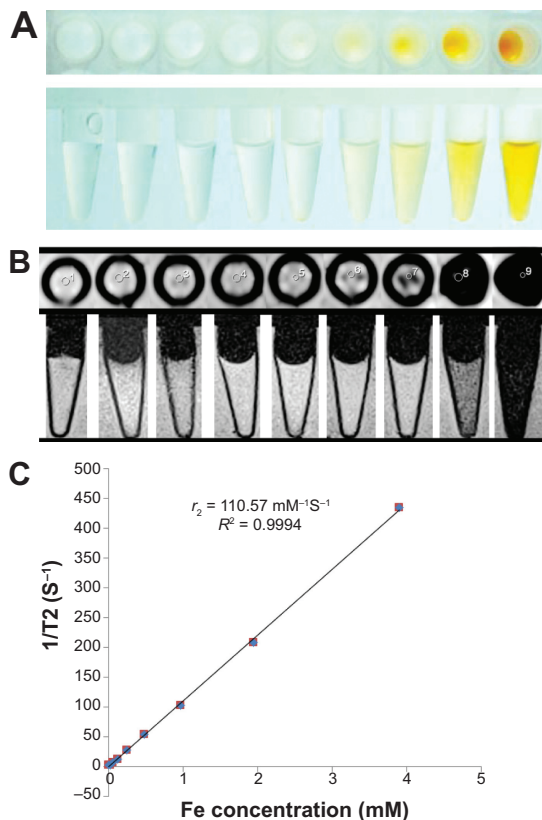 A
B
1 2 3 4 5 6 7 8 9
C
r₂ = 110.57 mM⁻¹S⁻¹
R² = 0.9994
500
450
400
350
300
250
200
150
100
50
0
–50
1/T2 (S⁻¹)
0 1 2 3 4 5
Fe concentration (mM)